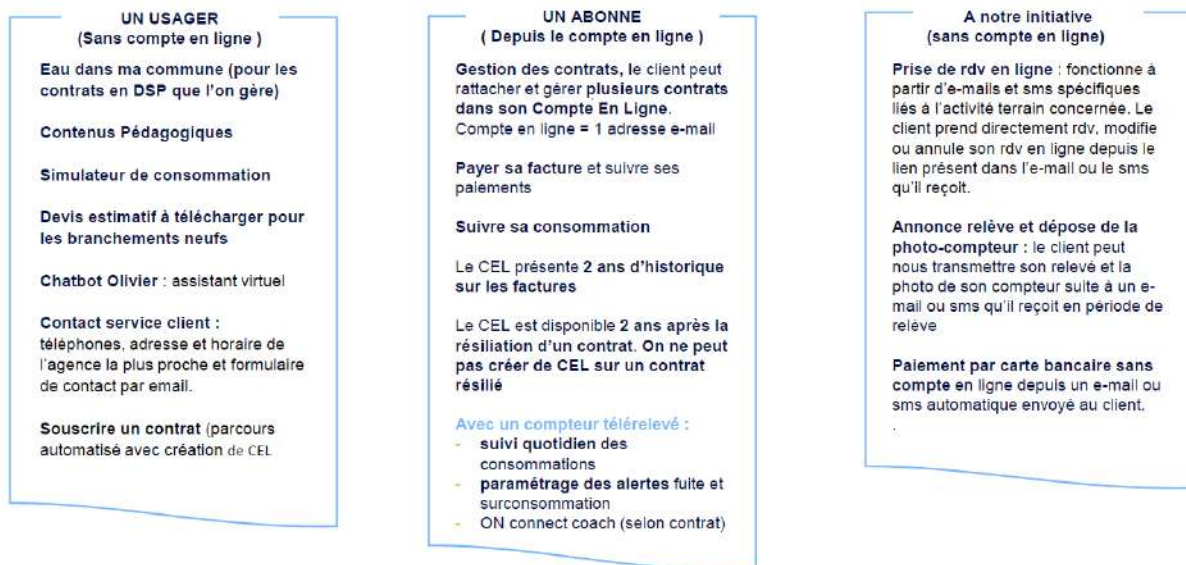 UN USAGER
(Sans compte en ligne )
Eau dans ma commune (pour les
contrats en DSP que l'on gère)
Contenus Pédagogiques
Simulateur de consommation
Devis estimatif à télécharger pour
les branchements neufs
Chatbot Olivier : assistant virtuel
Contact service client :
téléphones, adresse et horaire de
l'agence la plus proche et formulaire
de contact par email.
Souscrire un contrat (parcours
automatisé avec création de CEL
UN ABONNE
( Depuis le compte en ligne )
Gestion des contrats, le client peut
rattacher et gérer plusieurs contrats
dans son Compte En Ligne.
Compte en ligne = 1 adresse e-mail
Payer sa facture et suivre ses
paiements
Suivre sa consommation
Le CEL présente 2 ans d'historique
sur les factures
Le CEL est disponible 2 ans après la
résiliation d'un contrat. On ne peut
pas créer de CEL sur un contrat
résilié
Avec un compteur télérelevé :
- suivi quotidien des
consommations
- paramétrage des alertes fuite et
surconsommation
- ON connect coach (selon contrat)
A notre initiative
(sans compte en ligne)
Prise de rdv en ligne : fonctionne à
partir d'e-mails et sms spécifiques
liés à l'activité terrain concernée. Le
client prend directement rdv, modifie
ou annule son rdv en ligne depuis le
lien présent dans l'e-mail ou le sms
qu'il reçoit.
Annonce relève et dépose de la
photo-compteur : le client peut
nous transmettre son relevé et la
photo de son compteur suite à un e-
mail ou sms qu'il reçoit en période de
relève
Paiement par carte bancaire sans
compte en ligne depuis un e-mail ou
sms automatique envoyé au client.
.